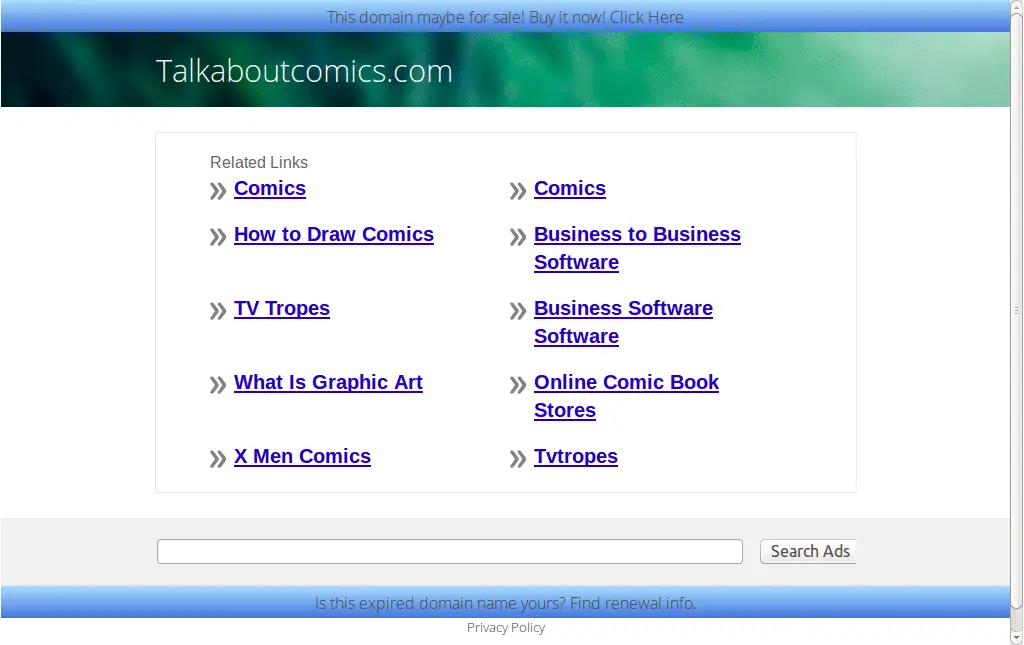 This domain maybe for sale! Buy it now! Click Here
Talkaboutcomics.com
Related Links
Comics
Comics
How to Draw Comics
Business to Business
Software
TV Tropes
Business Software
Software
What Is Graphic Art
Online Comic Book
Stores
X Men Comics
Tvtropes
Search Ads
Is this expired domain name yours? Find renewal info.
Privacy Policy